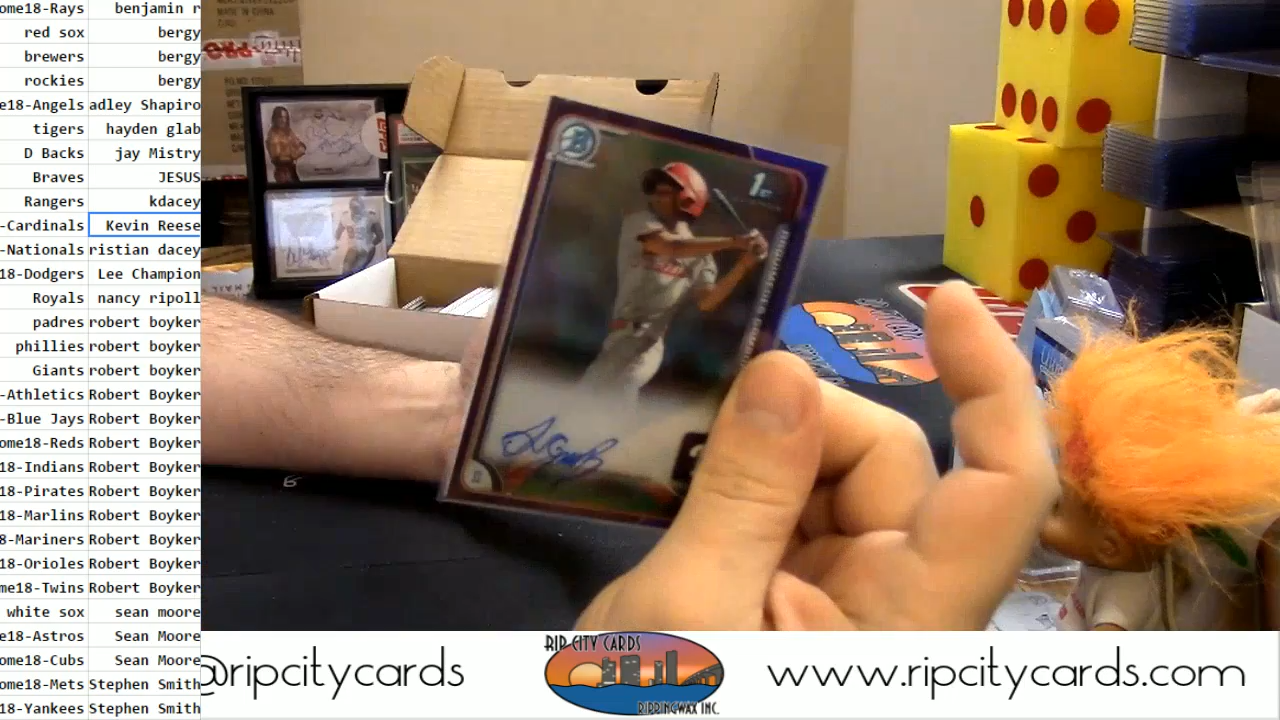 ome18-Rays benjamin r
red sox bergy
brewers bergy
rockies bergy
e18-Angels adley Shapiro
tigers hayden glab
D Backs jay Mistry
Braves JESUS
Rangers kdacey
-Cardinals Kevin Reese
-Nationals ristian dacey
18-Dodgers Lee Champion
Royals nancy ripoll
padres robert boyker
phillies robert boyker
Giants robert boyker
-Athletics Robert Boyker
-Blue Jays Robert Boyker
ome18-Reds Robert Boyker
18-Indians Robert Boyker
18-Pirates Robert Boyker
18-Marlins Robert Boyker
8-Mariners Robert Boyker
18-Orioles Robert Boyker
me18-Twins Robert Boyker
white sox sean moore
e18-Astros Sean Moore
ome18-Cubs Sean Moore
ome18-Mets Stephen Smith
18-Yankees Stephen Smith
1st
@ripcitycards
RIP CITY CARDS
RIPPINGWAX INC.
www.ripcitycards.com